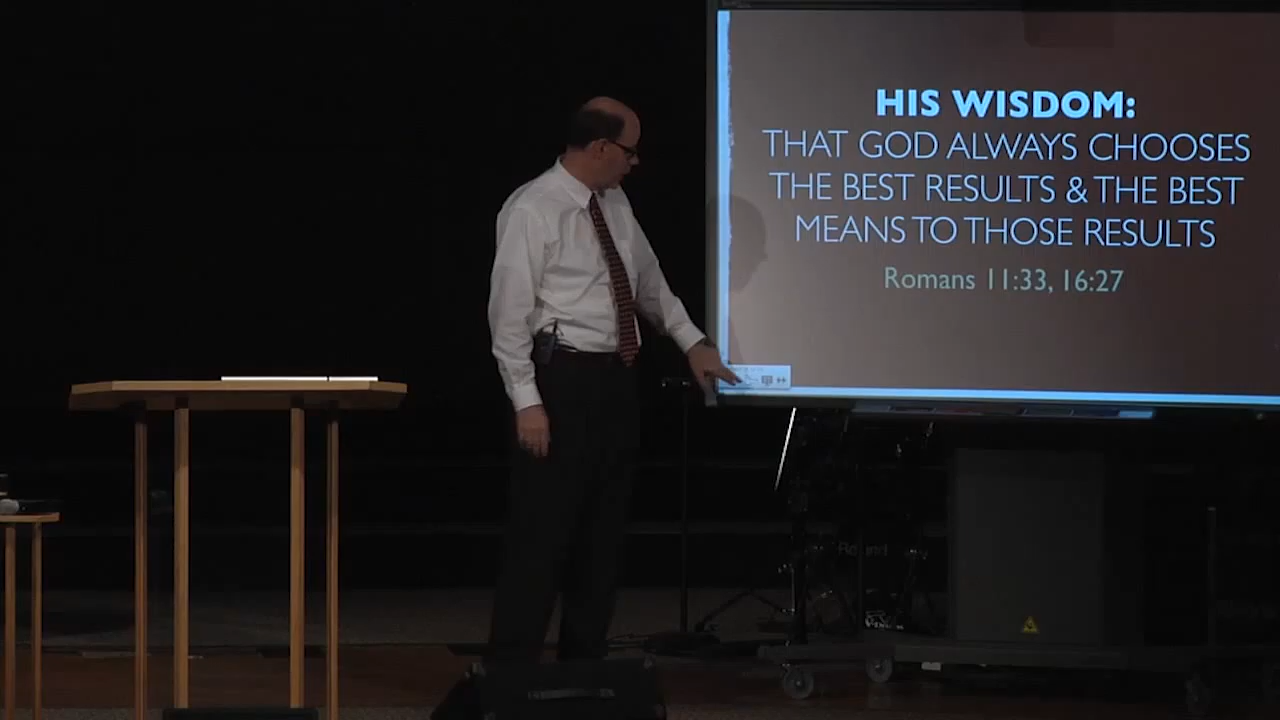 HIS WISDOM:
THAT GOD ALWAYS CHOOSES
THE BEST RESULTS & THE BEST
MEANS TO THOSE RESULTS
Romans 11:33, 16:27
Roland